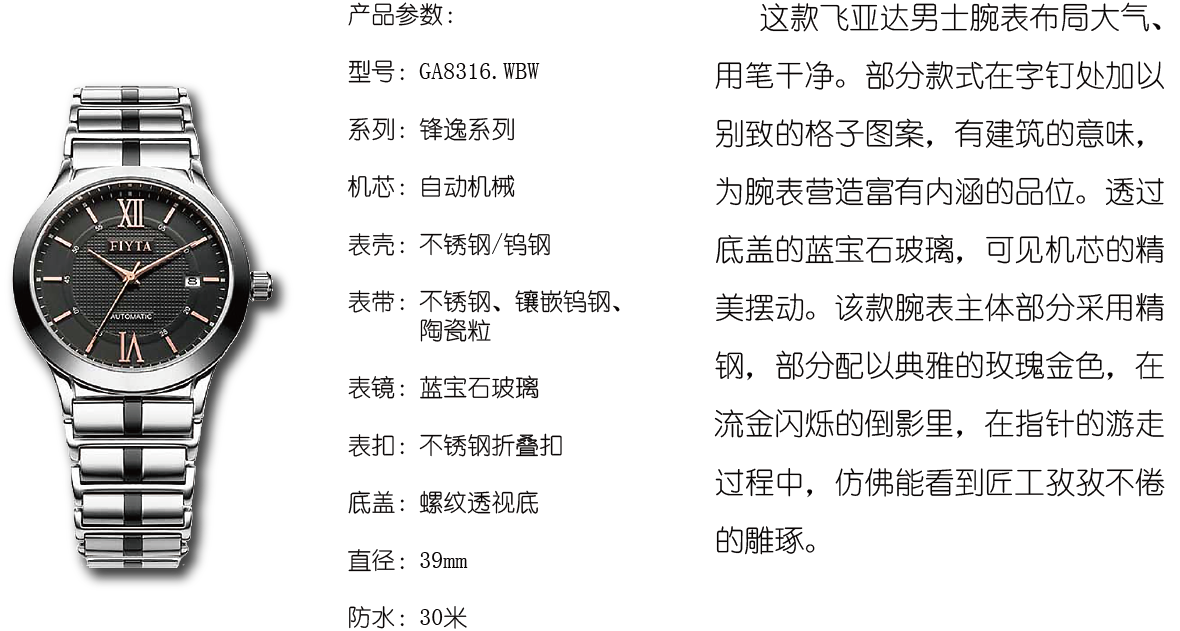 XII
FIYTA
8
AUTOMATIC
VI
产品参数：
型号：GA8316.WBW
系列：锋逸系列
机芯：自动机械
表壳：不锈钢/钨钢
表带：不锈钢、镶嵌钨钢、
陶瓷粒
表镜：蓝宝石玻璃
表扣：不锈钢折叠扣
底盖：螺纹透视底
直径：39mm
防水：30米
这款飞亚达男士腕表布局大气、
用笔干净。部分款式在字钉处加以
别致的格子图案，有建筑的意味，
为腕表营造富有内涵的品位。透过
底盖的蓝宝石玻璃，可见机芯的精
美摆动。该款腕表主体部分采用精
钢，部分配以典雅的玫瑰金色，在
流金闪烁的倒影里，在指针的游走
过程中，仿佛能看到匠工孜孜不倦
的雕琢。